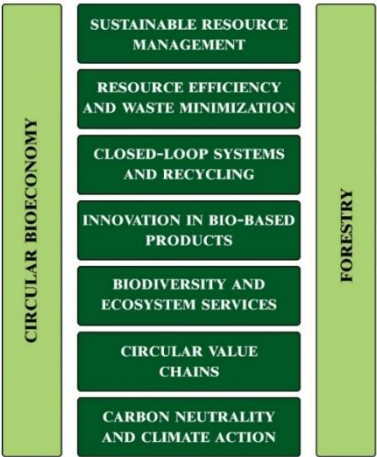 CIRCULAR BIOECONOMY
SUSTAINABLE RESOURCE
MANAGEMENT
RESOURCE EFFICIENCY
AND WASTE MINIMIZATION
CLOSED-LOOP SYSTEMS
AND RECYCLING
INNOVATION IN BIO-BASED
PRODUCTS
BIODIVERSITY AND
ECOSYSTEM SERVICES
CIRCULAR VALUE
CHAINS
CARBON NEUTRALITY
AND CLIMATE ACTION
FORESTRY